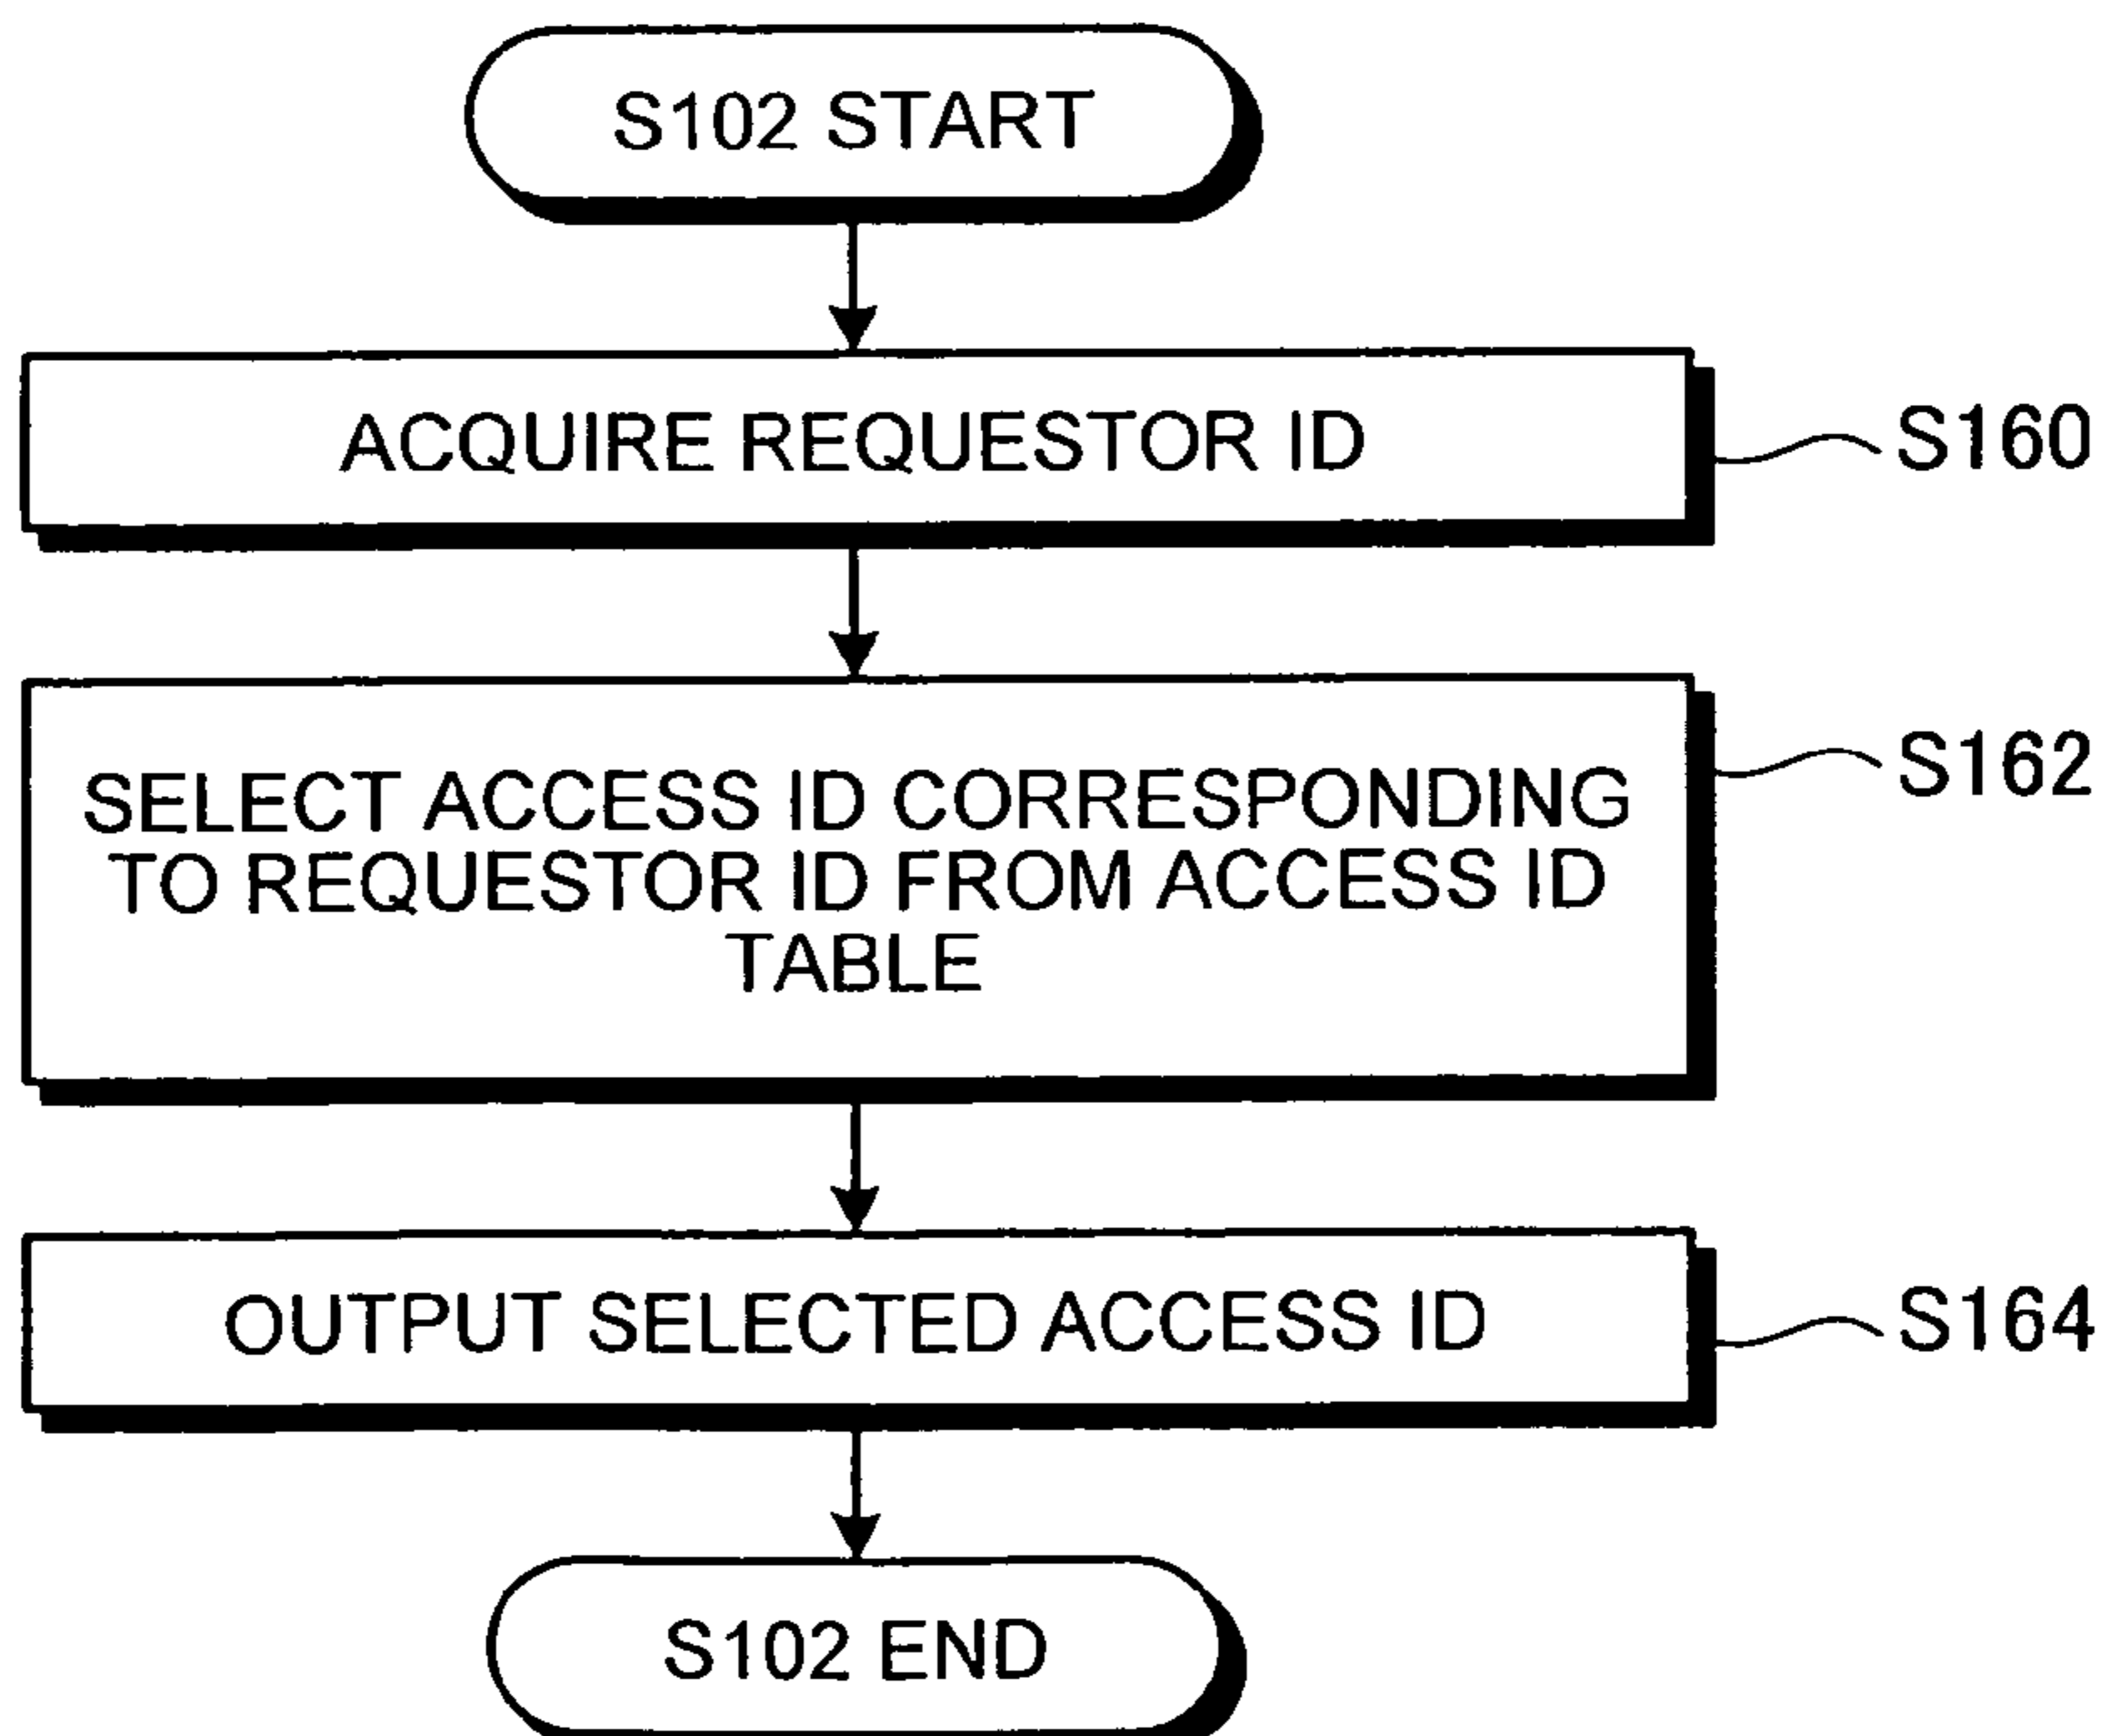 S102 START
ACQUIRE REQUESTOR ID
S160
SELECT ACCESS ID CORRESPONDING
TO REQUESTOR ID FROM ACCESS ID
TABLE
S162
OUTPUT SELECTED ACCESS ID
S164
S102 END